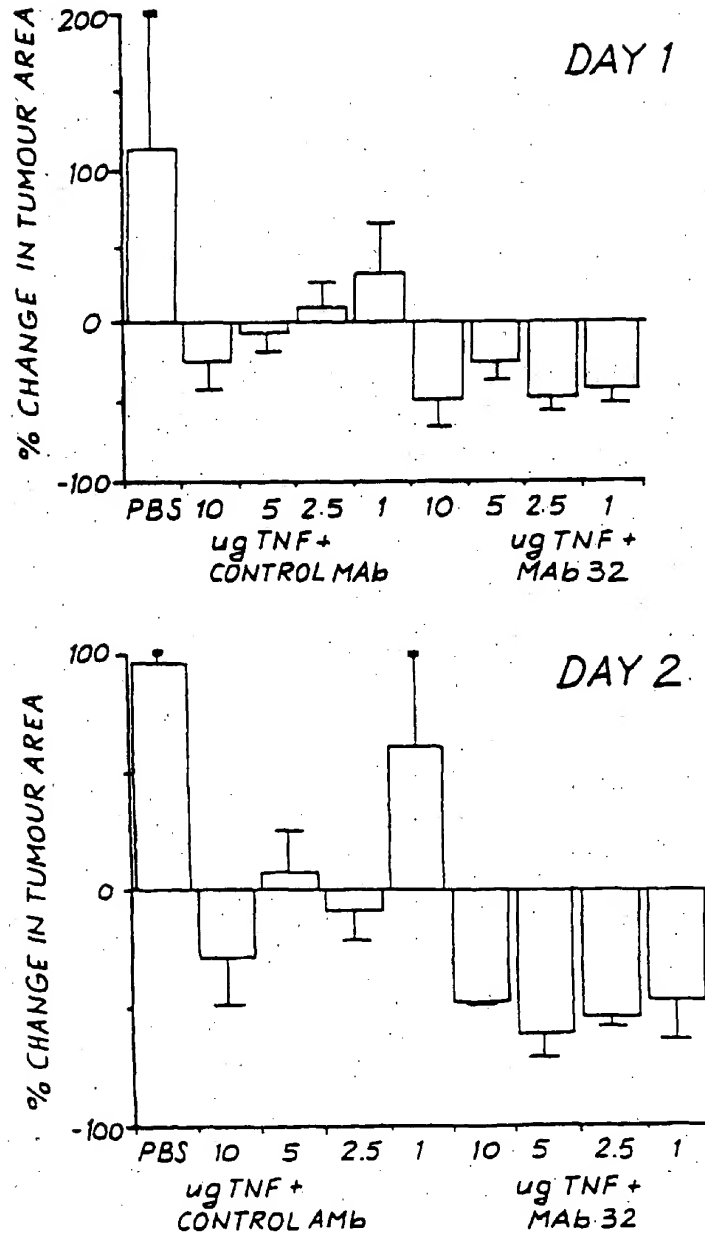 DAY 1
% CHANGE IN TUMOUR AREA
200
100
0
-100
PBS 10 5 2.5 1 10 5 2.5 1
ug TNF + ug TNF +
CONTROL MAb MAb 32
DAY 2
% CHANGE IN TUMOUR AREA
100
0
-100
PBS 10 5 2.5 1 10 5 2.5 1
ug TNF + ug TNF +
CONTROL AMb MAb 32